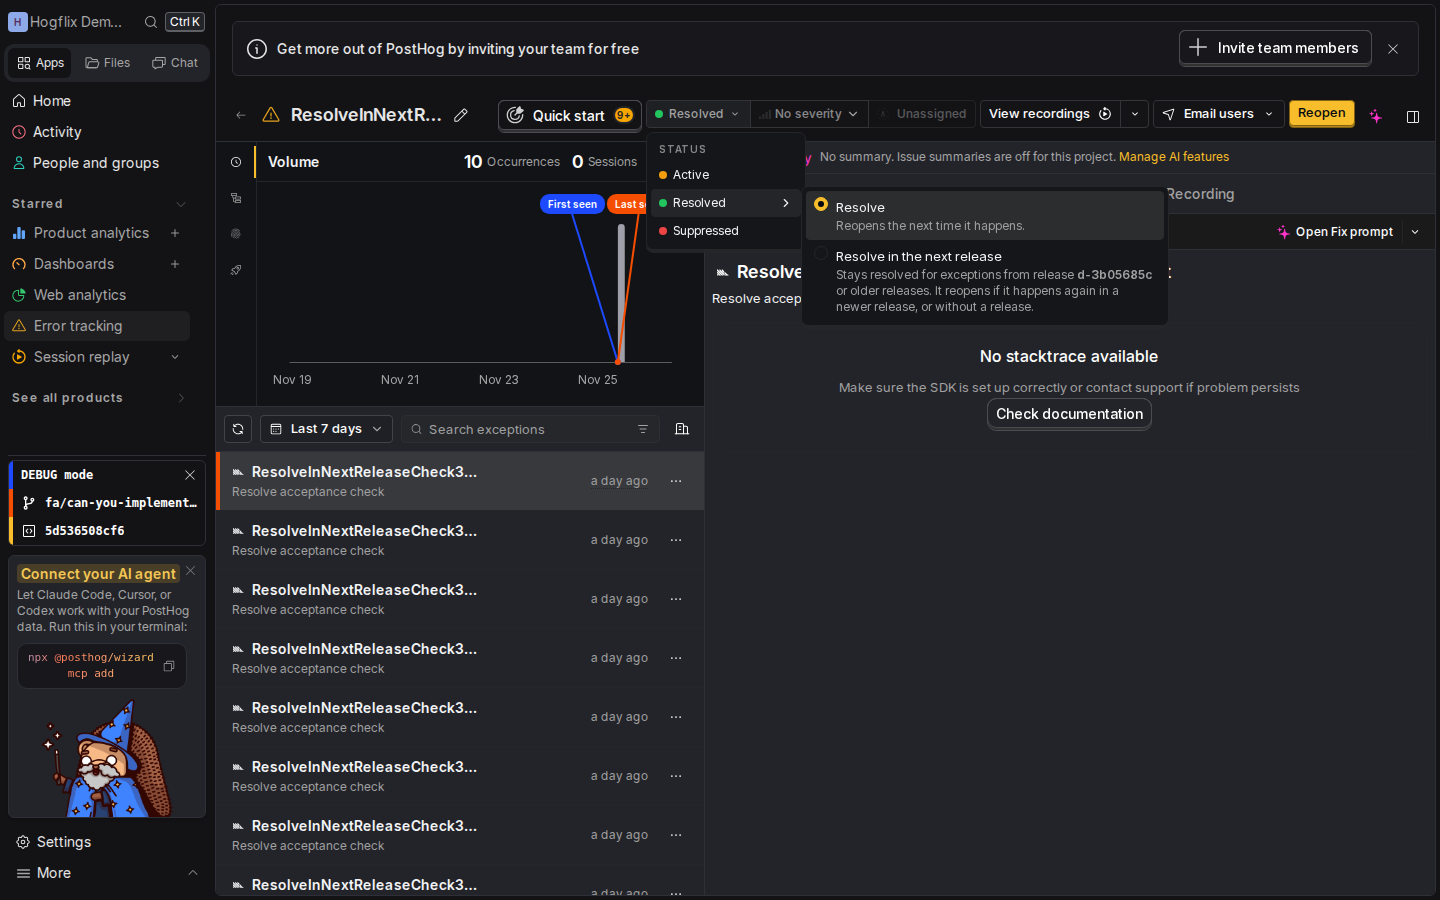 H Hogflix Dem... Ctrl K
Apps Files Chat
Home
Activity
People and groups
Starred
Product analytics
Dashboards
Web analytics
Error tracking
Session replay
See all products
DEBUG mode
fa/can-you-implement...
5d536508cf6
Connect your AI agent
Let Claude Code, Cursor, or
Codex work with your PostHog
data. Run this in your terminal:
npx @posthog/wizard
mcp add
Settings
More
Get more out of PostHog by inviting your team for free
Invite team members
ResolveInNextR...
Quick start 9+
Resolved
No severity
Unassigned
View recordings
Email users
Reopen
Volume
10 Occurrences 0 Sessions
First seen
Last s
Nov 19 Nov 21 Nov 23 Nov 25
STATUS
Active
Resolved
Suppressed
Resolve
Reopens the next time it happens.
Resolve in the next release
Stays resolved for exceptions from release d-3b05685c
or older releases. It reopens if it happens again in a
newer release, or without a release.
y No summary. Issue summaries are off for this project. Manage AI features
Recording
Open Fix prompt
Resolve t
Resolve accep
No stacktrace available
Make sure the SDK is set up correctly or contact support if problem persists
Check documentation
Last 7 days
Search exceptions
ResolveInNextReleaseCheck3...
Resolve acceptance check
a day ago
ResolveInNextReleaseCheck3...
Resolve acceptance check
a day ago
ResolveInNextReleaseCheck3...
Resolve acceptance check
a day ago
ResolveInNextReleaseCheck3...
Resolve acceptance check
a day ago
ResolveInNextReleaseCheck3...
Resolve acceptance check
a day ago
ResolveInNextReleaseCheck3...
Resolve acceptance check
a day ago
ResolveInNextReleaseCheck3...
Resolve acceptance check
a day ago
ResolveInNextReleaseCheck3...
a day ago